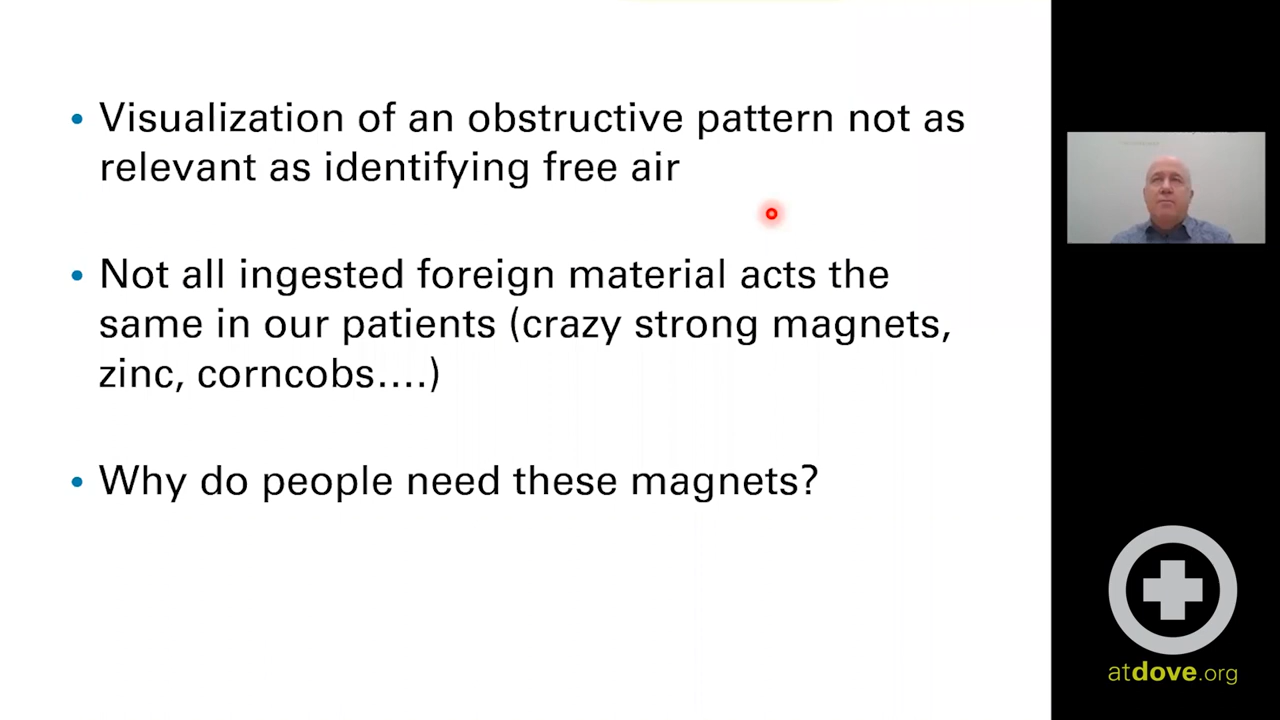 • Visualization of an obstructive pattern not as
relevant as identifying free air
• Not all ingested foreign material acts the
same in our patients (crazy strong magnets,
zinc, corncobs....)
• Why do people need these magnets?
atdove.org